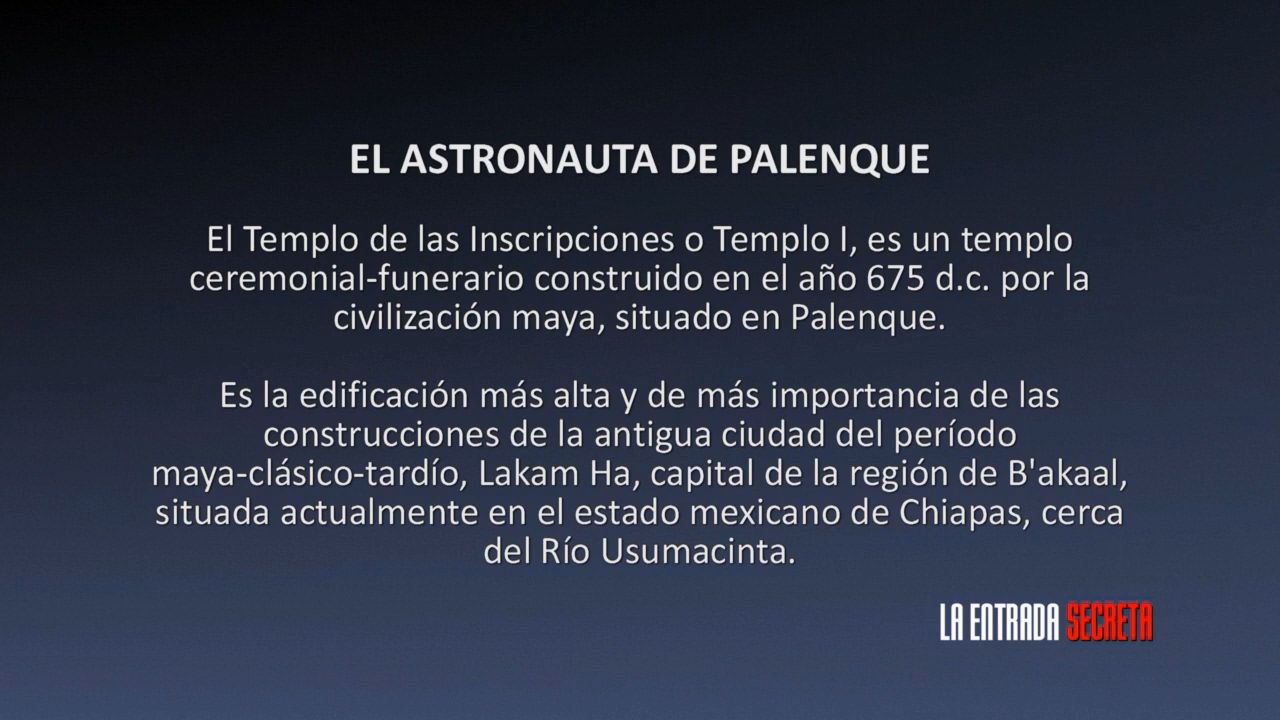 EL ASTRONAUTA DE PALENQUE
El Templo de las Inscripciones o Templo I, es un templo
ceremonial-funerario construido en el año 675 d.c. por la
civilización maya, situado en Palenque.
Es la edificación más alta y de más importancia de las
construcciones de la antigua ciudad del período
maya-clásico-tardío, Lakam Ha, capital de la región de B'akaal,
situada actualmente en el estado mexicano de Chiapas, cerca
del Río Usumacinta.
LA ENTRADA SECRETA